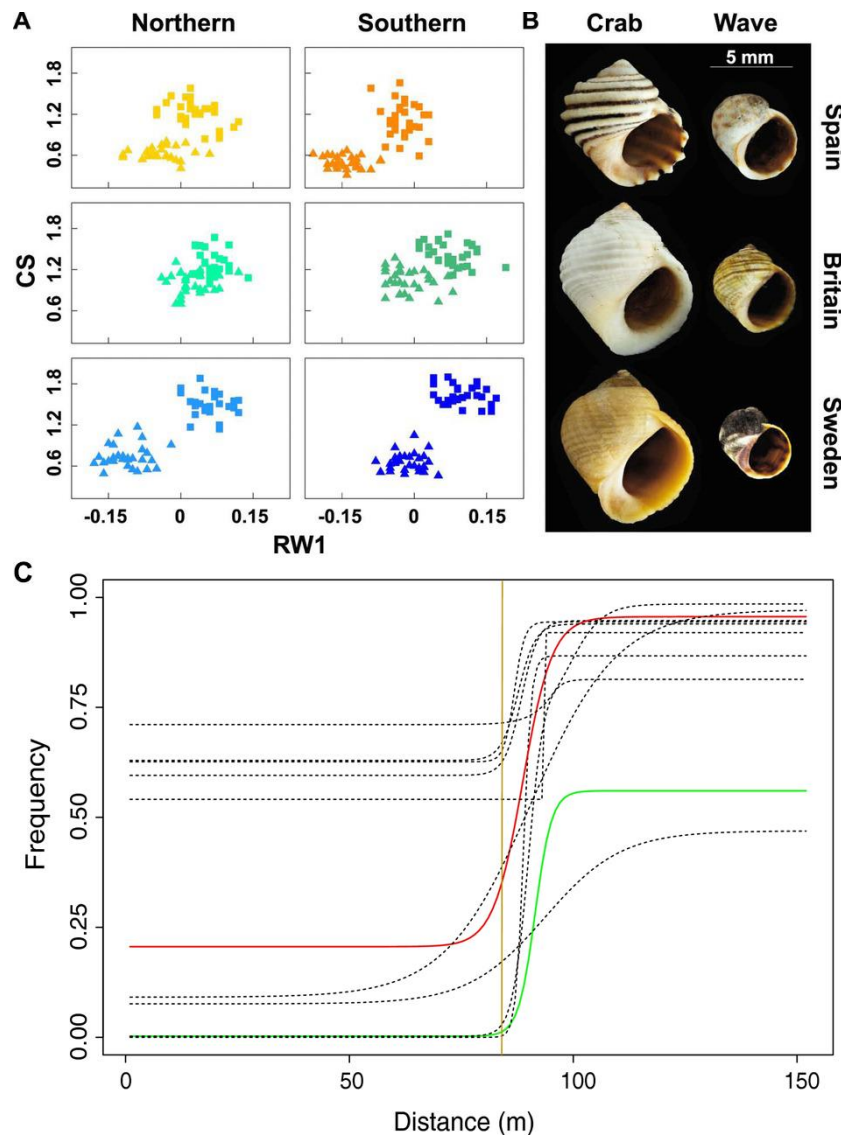 A
Northern
Southern
B
Crab
Wave
5 mm
Spain
Britain
Sweden
1.8
1.2
0.6
1.8
1.2
0.6
1.8
1.2
0.6
CS
-0.15
0
0.15
-0.15
0
0.15
RW1
C
1.00
0.75
0.50
0.25
0.00
Frequency
0
50
100
150
Distance (m)